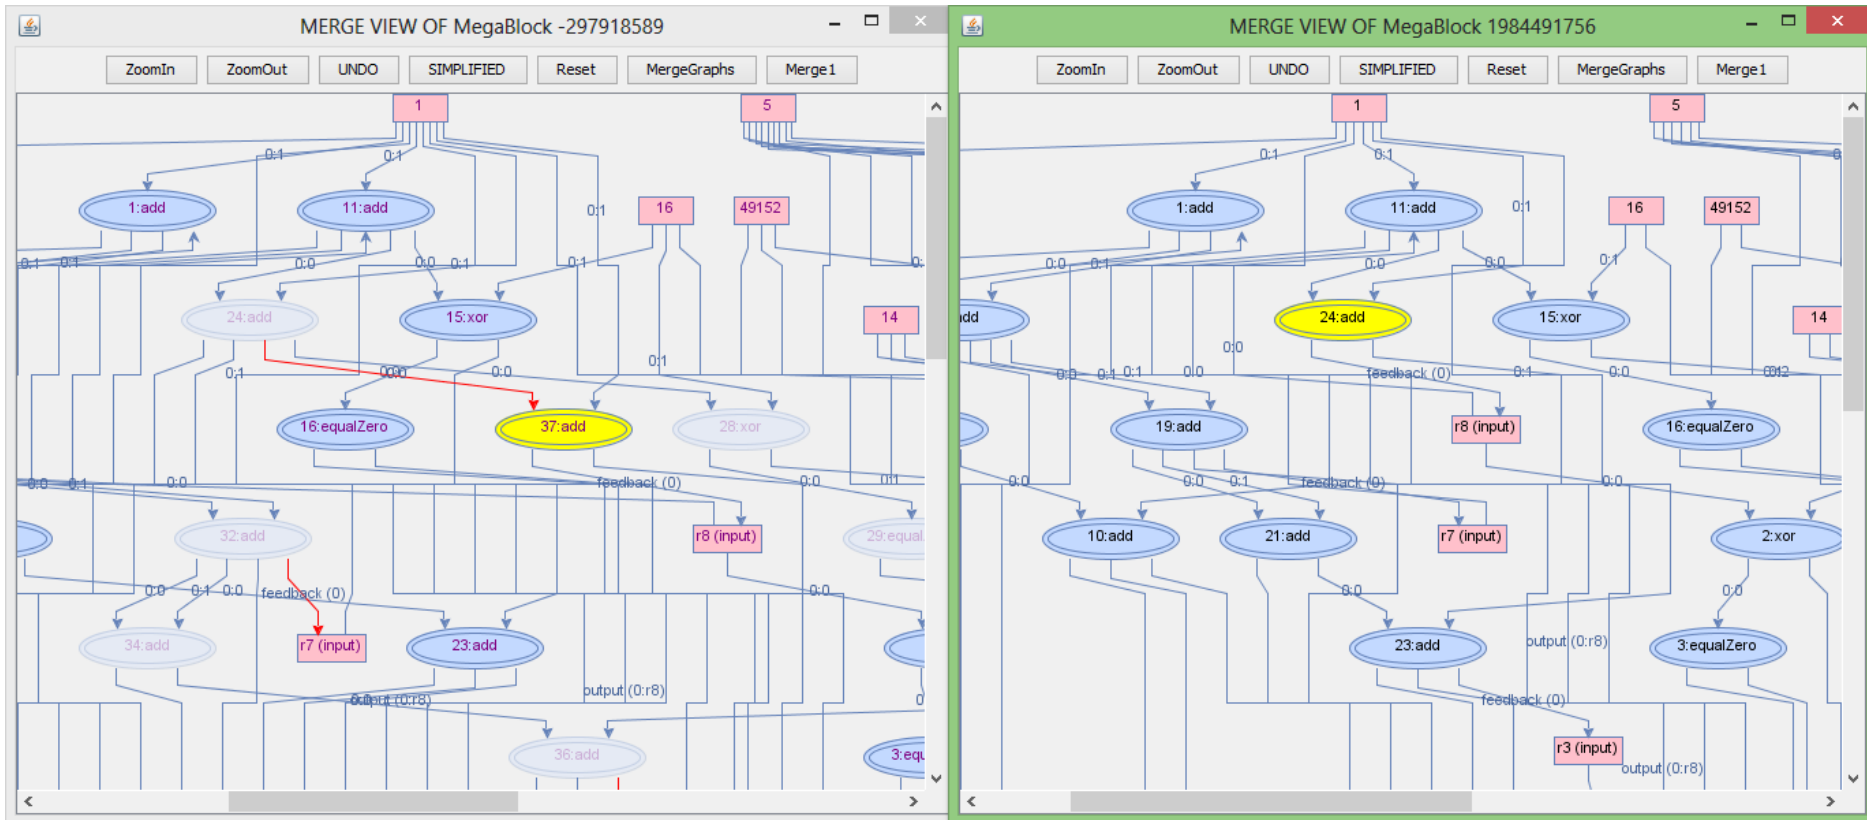 MERGE VIEW OF MegaBlock -297918589
ZoomIn ZoomOut UNDO SIMPLIFIED Reset MergeGraphs Merge1
1 5
0:1 0:1
1:add 11:add 0:1 16 49152
0:1 0:1 0:0 0:0 0:1 0:1
24:add 15:xor 14
0:1 0:0 0:1
16:equalZero 37:add 28:xor
0:0 0:1 0:0 feedback (0) 0:0
32:add r8 (input)
0:0 0:1 0:0 feedback (0) 0:0
34:add r7 (input) 23:add
output (0:r8) output (0:r8)
36:add
MERGE VIEW OF MegaBlock 1984491756
ZoomIn ZoomOut UNDO SIMPLIFIED Reset MergeGraphs Merge1
1 5
0:1 0:1
1:add 11:add 0:1 16 49152
0:0 0:1 0:0 0:0 0:1
24:add 15:xor 14
0:0
0:0 0:1 0:1 0:0 feedback (0) 0:1 0:0
19:add r8 (input) 16:equalZero
0:0 0:0 0:1 feedback (0) 0:0
10:add 21:add r7 (input) 2:xor
0:0 0:0
23:add output (0:r8) 3:equalZero
feedback (0)
r3 (input)
output (0:r8)